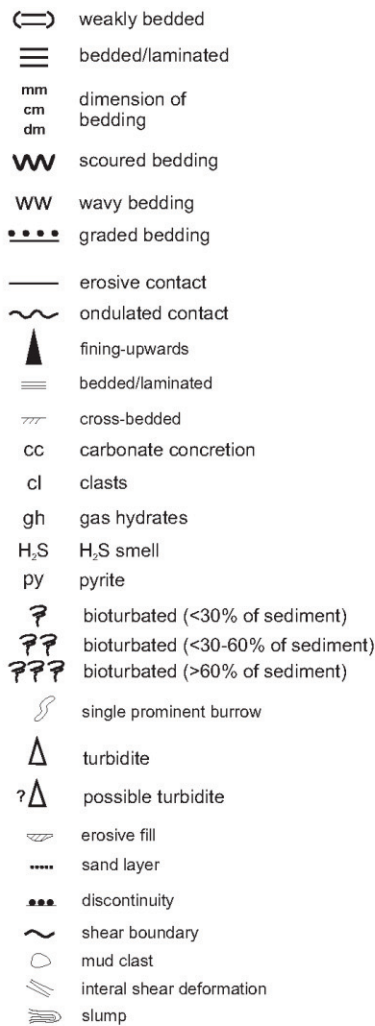 weakly bedded
bedded/laminated
mm
cm
dm
dimension of
bedding
scoured bedding
WW wavy bedding
graded bedding
erosive contact
ondulated contact
fining-upwards
bedded/laminated
cross-bedded
cc carbonate concretion
cl clasts
gh gas hydrates
H₂S H₂S smell
py pyrite
bioturbated (<30% of sediment)
bioturbated (<30-60% of sediment)
bioturbated (>60% of sediment)
single prominent burrow
turbidite
? possible turbidite
erosive fill
sand layer
discontinuity
shear boundary
mud clast
interal shear deformation
slump